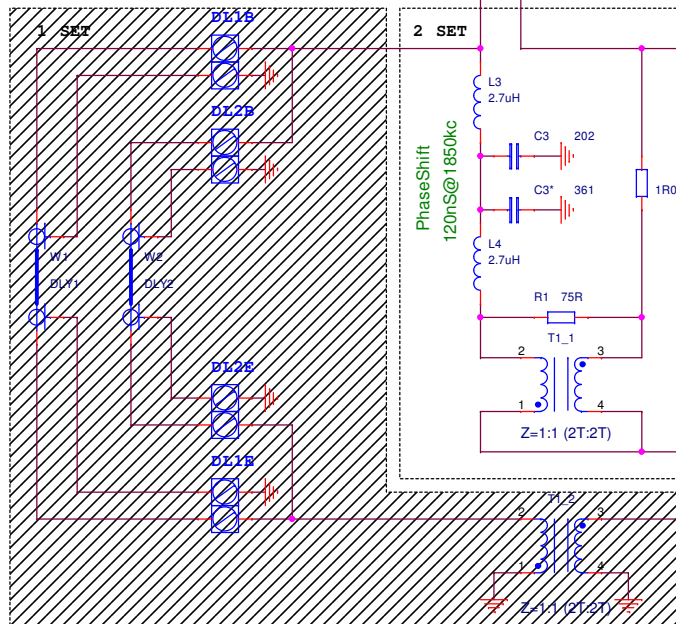 1 SET
DL1B
2 SET
L3
2.7uH
DL2B
C3
202
PhaseShift
120nS@1850kc
C3*
361
1R0
W1
W2
L4
2.7uH
DLY1
DLY2
R1 75R
T1_1
2
3
DL2E
1
4
Z=1:1 (2T:2T)
DL1E
T1_2
2
3
1
4
Z=1:1 (2T:2T)